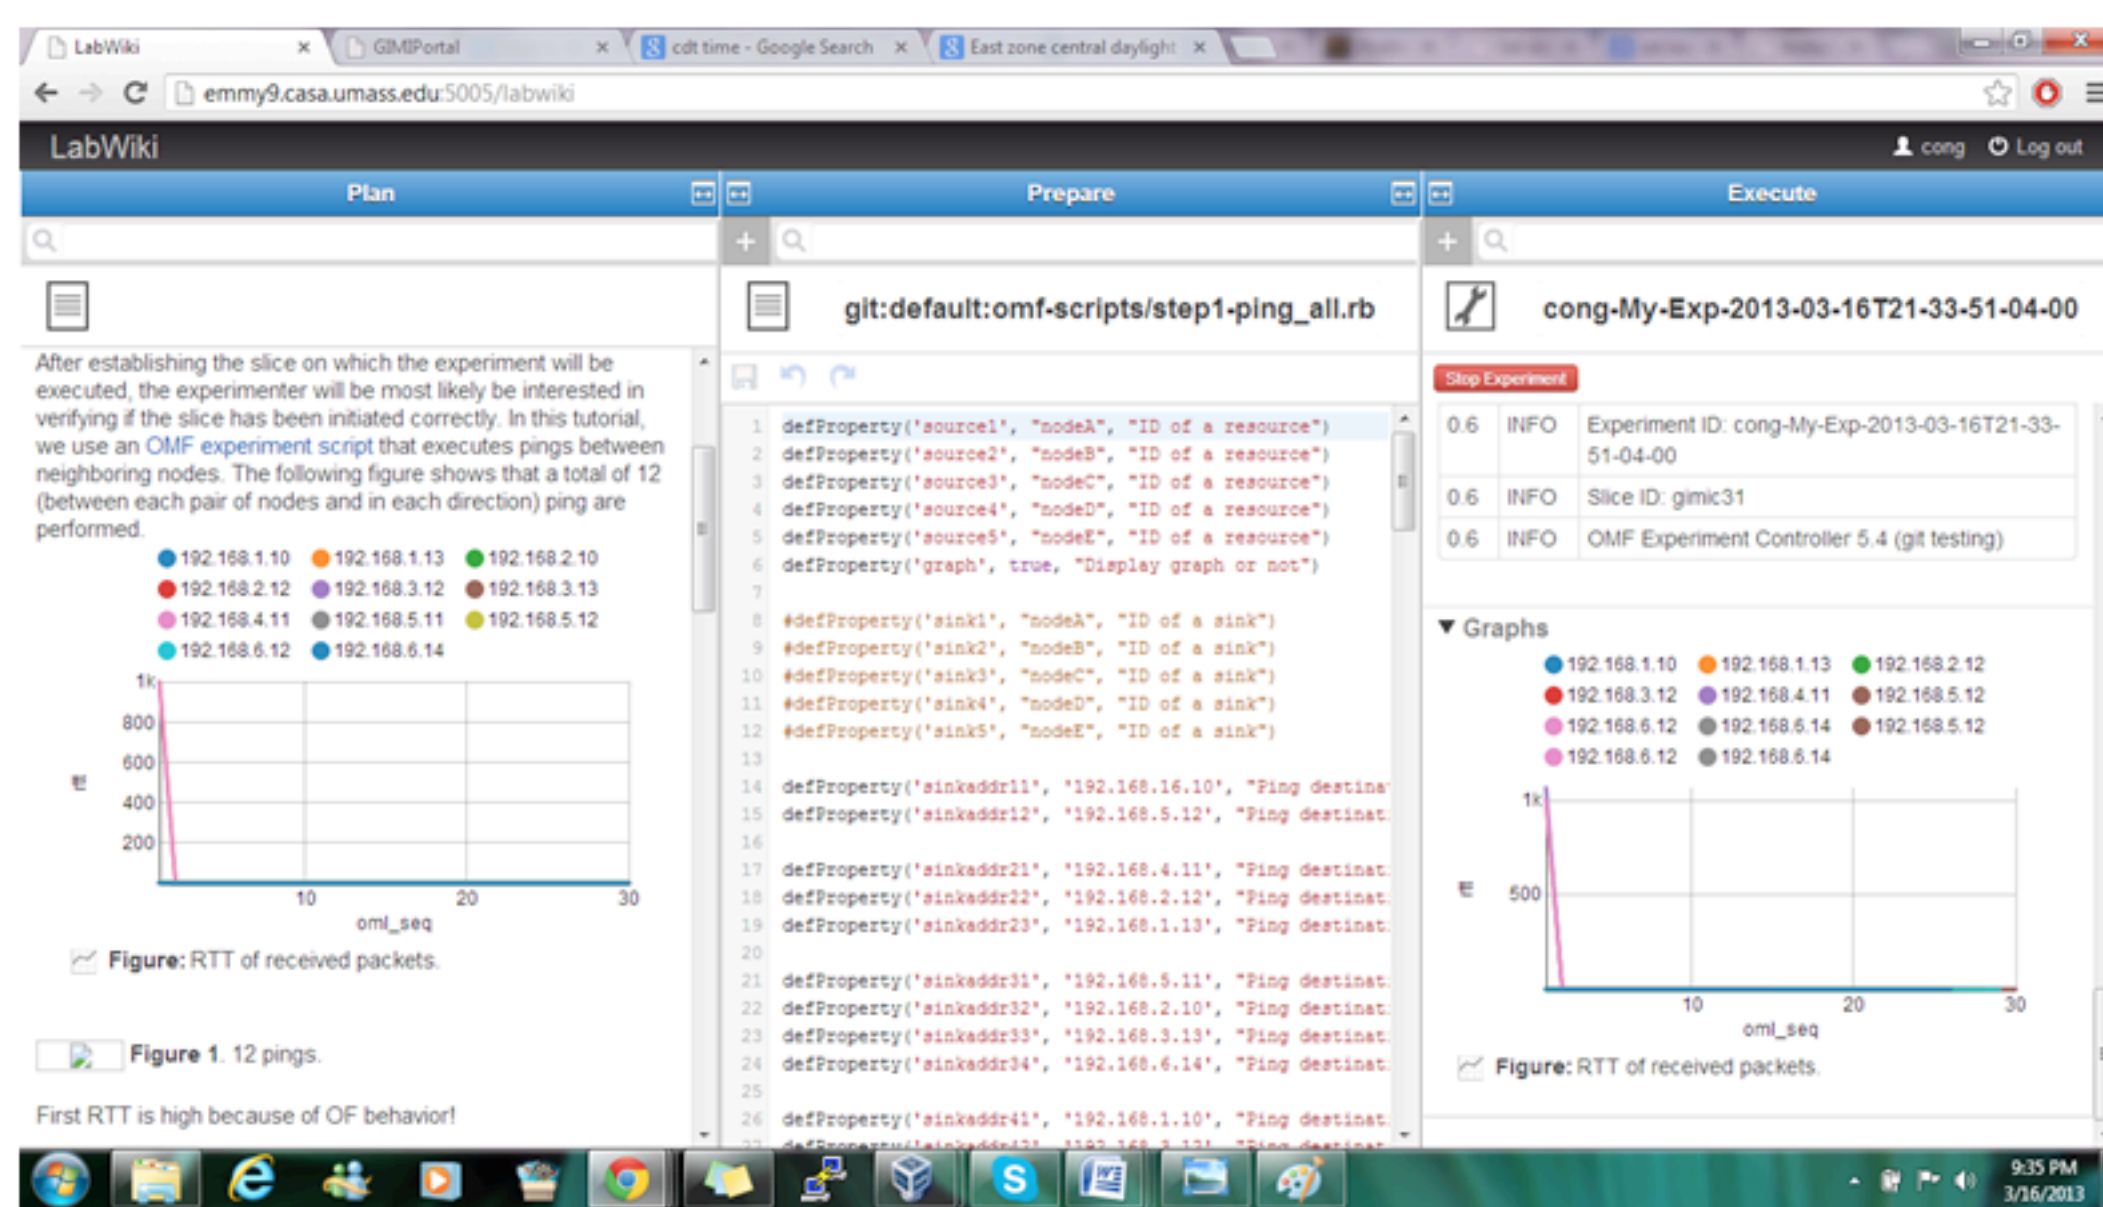 LabWiki
GIMIPortal
cdt time - Google Search
East zone central daylight
emmy9.casa.umass.edu:5005/labwiki
LabWiki
cong
Log out
Plan
Prepare
Execute
git:default:omf-scripts/step1-ping_all.rb
cong-My-Exp-2013-03-16T21-33-51-04-00
After establishing the slice on which the experiment will be
executed, the experimenter will be most likely be interested in
verifying if the slice has been initiated correctly. In this tutorial,
we use an OMF experiment script that executes pings between
neighboring nodes. The following figure shows that a total of 12
(between each pair of nodes and in each direction) ping are
performed.
192.168.1.10 192.168.1.13 192.168.2.10
192.168.2.12 192.168.3.12 192.168.3.13
192.168.4.11 192.168.5.11 192.168.5.12
192.168.6.12 192.168.6.14
1k
800
600
400
200
rtt
10 20 30
oml_seq
Figure: RTT of received packets.
Figure 1. 12 pings.
First RTT is high because of OF behavior!
1 defProperty('source1', "nodeA", "ID of a resource")
2 defProperty('source2', "nodeB", "ID of a resource")
3 defProperty('source3', "nodeC", "ID of a resource")
4 defProperty('source4', "nodeD", "ID of a resource")
5 defProperty('source5', "nodeE", "ID of a resource")
6 defProperty('graph', true, "Display graph or not")
7
8 #defProperty('sink1', "nodeA", "ID of a sink")
9 #defProperty('sink2', "nodeB", "ID of a sink")
10 #defProperty('sink3', "nodeC", "ID of a sink")
11 #defProperty('sink4', "nodeD", "ID of a sink")
12 #defProperty('sink5', "nodeE", "ID of a sink")
13
14 defProperty('sinkaddr11', '192.168.16.10', "Ping destina
15 defProperty('sinkaddr12', '192.168.5.12', "Ping destinat
16
17 defProperty('sinkaddr21', '192.168.4.11', "Ping destinat
18 defProperty('sinkaddr22', '192.168.2.12', "Ping destinat
19 defProperty('sinkaddr23', '192.168.1.13', "Ping destinat
20
21 defProperty('sinkaddr31', '192.168.5.11', "Ping destinat
22 defProperty('sinkaddr32', '192.168.2.10', "Ping destinat
23 defProperty('sinkaddr33', '192.168.3.13', "Ping destinat
24 defProperty('sinkaddr34', '192.168.6.14', "Ping destinat
25
26 defProperty('sinkaddr41', '192.168.1.10', "Ping destinat
27 defProperty('sinkaddr42', '192.168.3.12', "Ping destinat
Stop Experiment
0.6 INFO Experiment ID: cong-My-Exp-2013-03-16T21-33-
51-04-00
0.6 INFO Slice ID: gimic31
0.6 INFO OMF Experiment Controller 5.4 (git testing)
Graphs
192.168.1.10 192.168.1.13 192.168.2.12
192.168.3.12 192.168.4.11 192.168.5.12
192.168.6.12 192.168.6.14 192.168.5.12
192.168.6.12 192.168.6.14
1k
500
rtt
10 20 30
oml_seq
Figure: RTT of received packets.
9:35 PM
3/16/2013